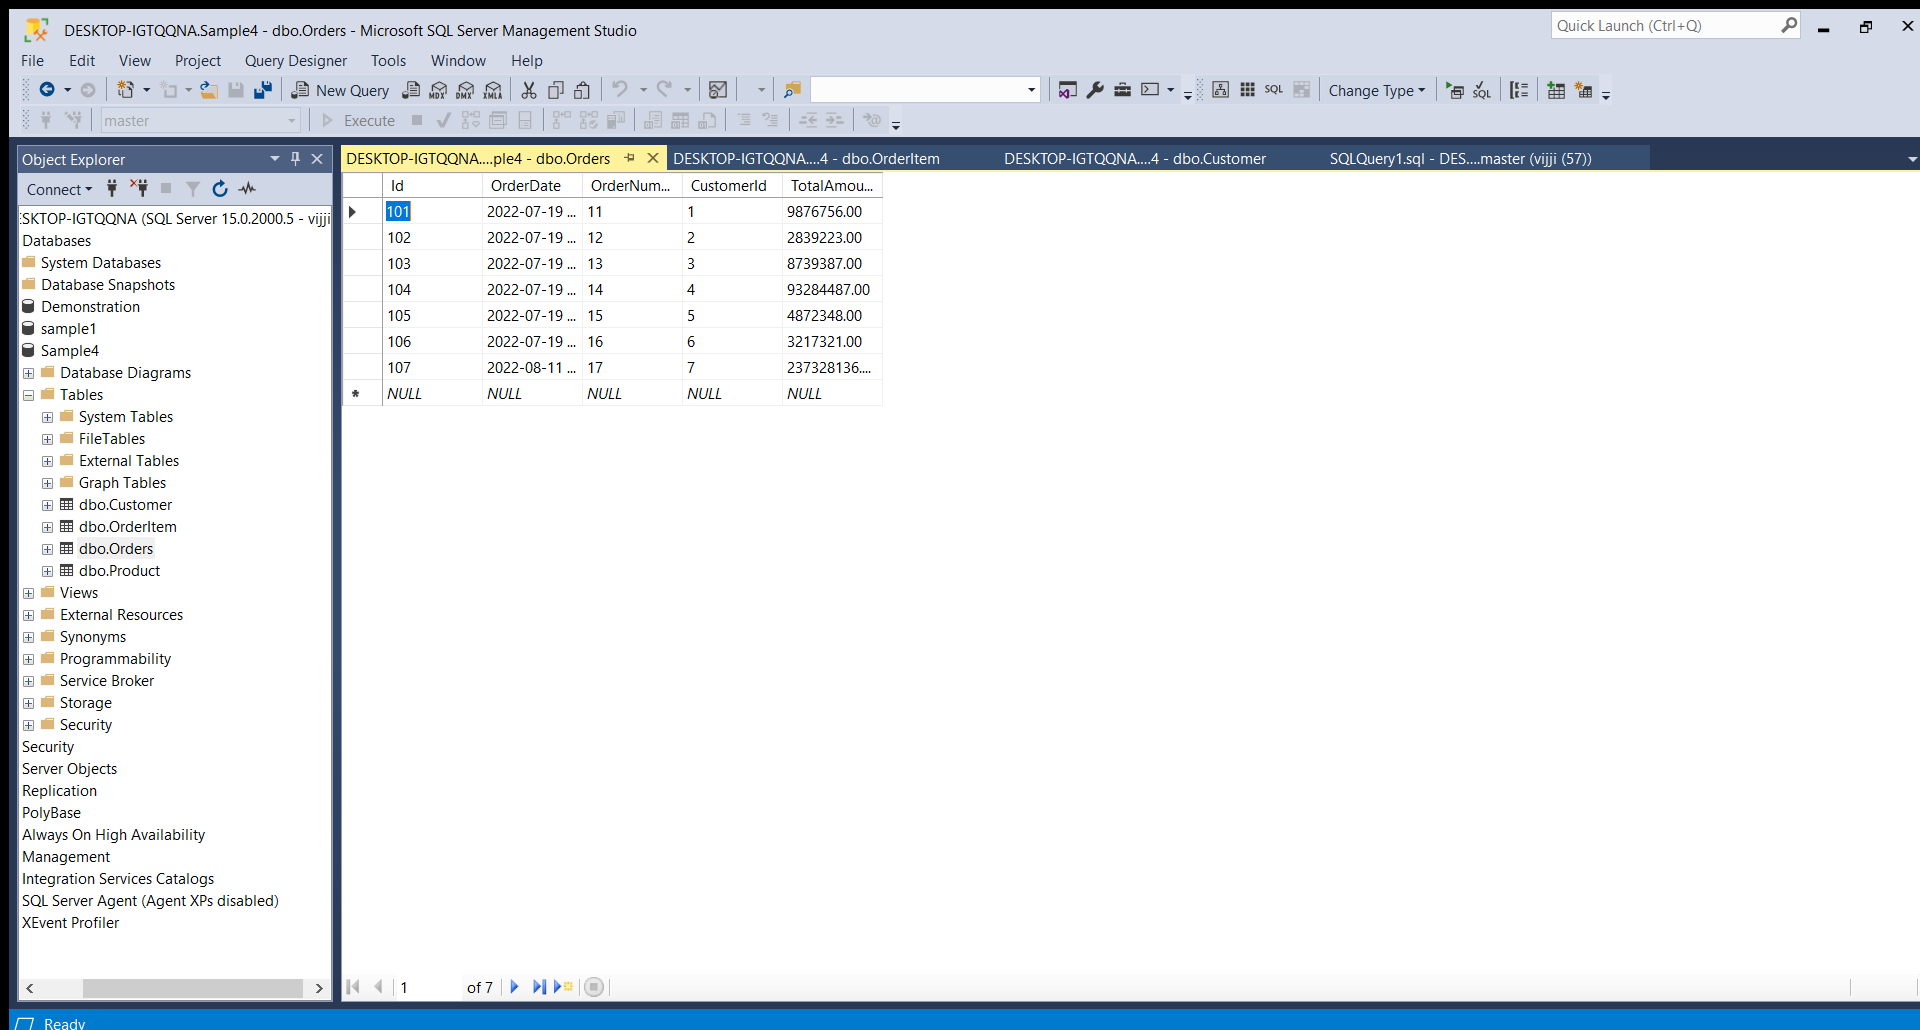 DESKTOP-IGTQQNA.Sample4 - dbo.Orders - Microsoft SQL Server Management Studio
Quick Launch (Ctrl+Q)
File Edit View Project Query Designer Tools Window Help
New Query MDX DMX XMLA SQL Change Type SQL
master Execute
Object Explorer
DESKTOP-IGTQQNA....ple4 - dbo.Orders DESKTOP-IGTQQNA....4 - dbo.OrderItem DESKTOP-IGTQQNA....4 - dbo.Customer SQLQuery1.sql - DES....master (vijji (57))
Connect
ESKTOP-IGTQQNA (SQL Server 15.0.2000.5 - vijji
Databases
System Databases
Database Snapshots
Demonstration
sample1
Sample4
Database Diagrams
Tables
System Tables
FileTables
External Tables
Graph Tables
dbo.Customer
dbo.OrderItem
dbo.Orders
dbo.Product
Views
External Resources
Synonyms
Programmability
Service Broker
Storage
Security
Security
Server Objects
Replication
PolyBase
Always On High Availability
Management
Integration Services Catalogs
SQL Server Agent (Agent XPs disabled)
XEvent Profiler
Id OrderDate OrderNum... CustomerId TotalAmou...
101 2022-07-19 ... 11 1 9876756.00
102 2022-07-19 ... 12 2 2839223.00
103 2022-07-19 ... 13 3 8739387.00
104 2022-07-19 ... 14 4 93284487.00
105 2022-07-19 ... 15 5 4872348.00
106 2022-07-19 ... 16 6 3217321.00
107 2022-08-11 ... 17 7 237328136....
NULL NULL NULL NULL NULL
1 of 7
Ready